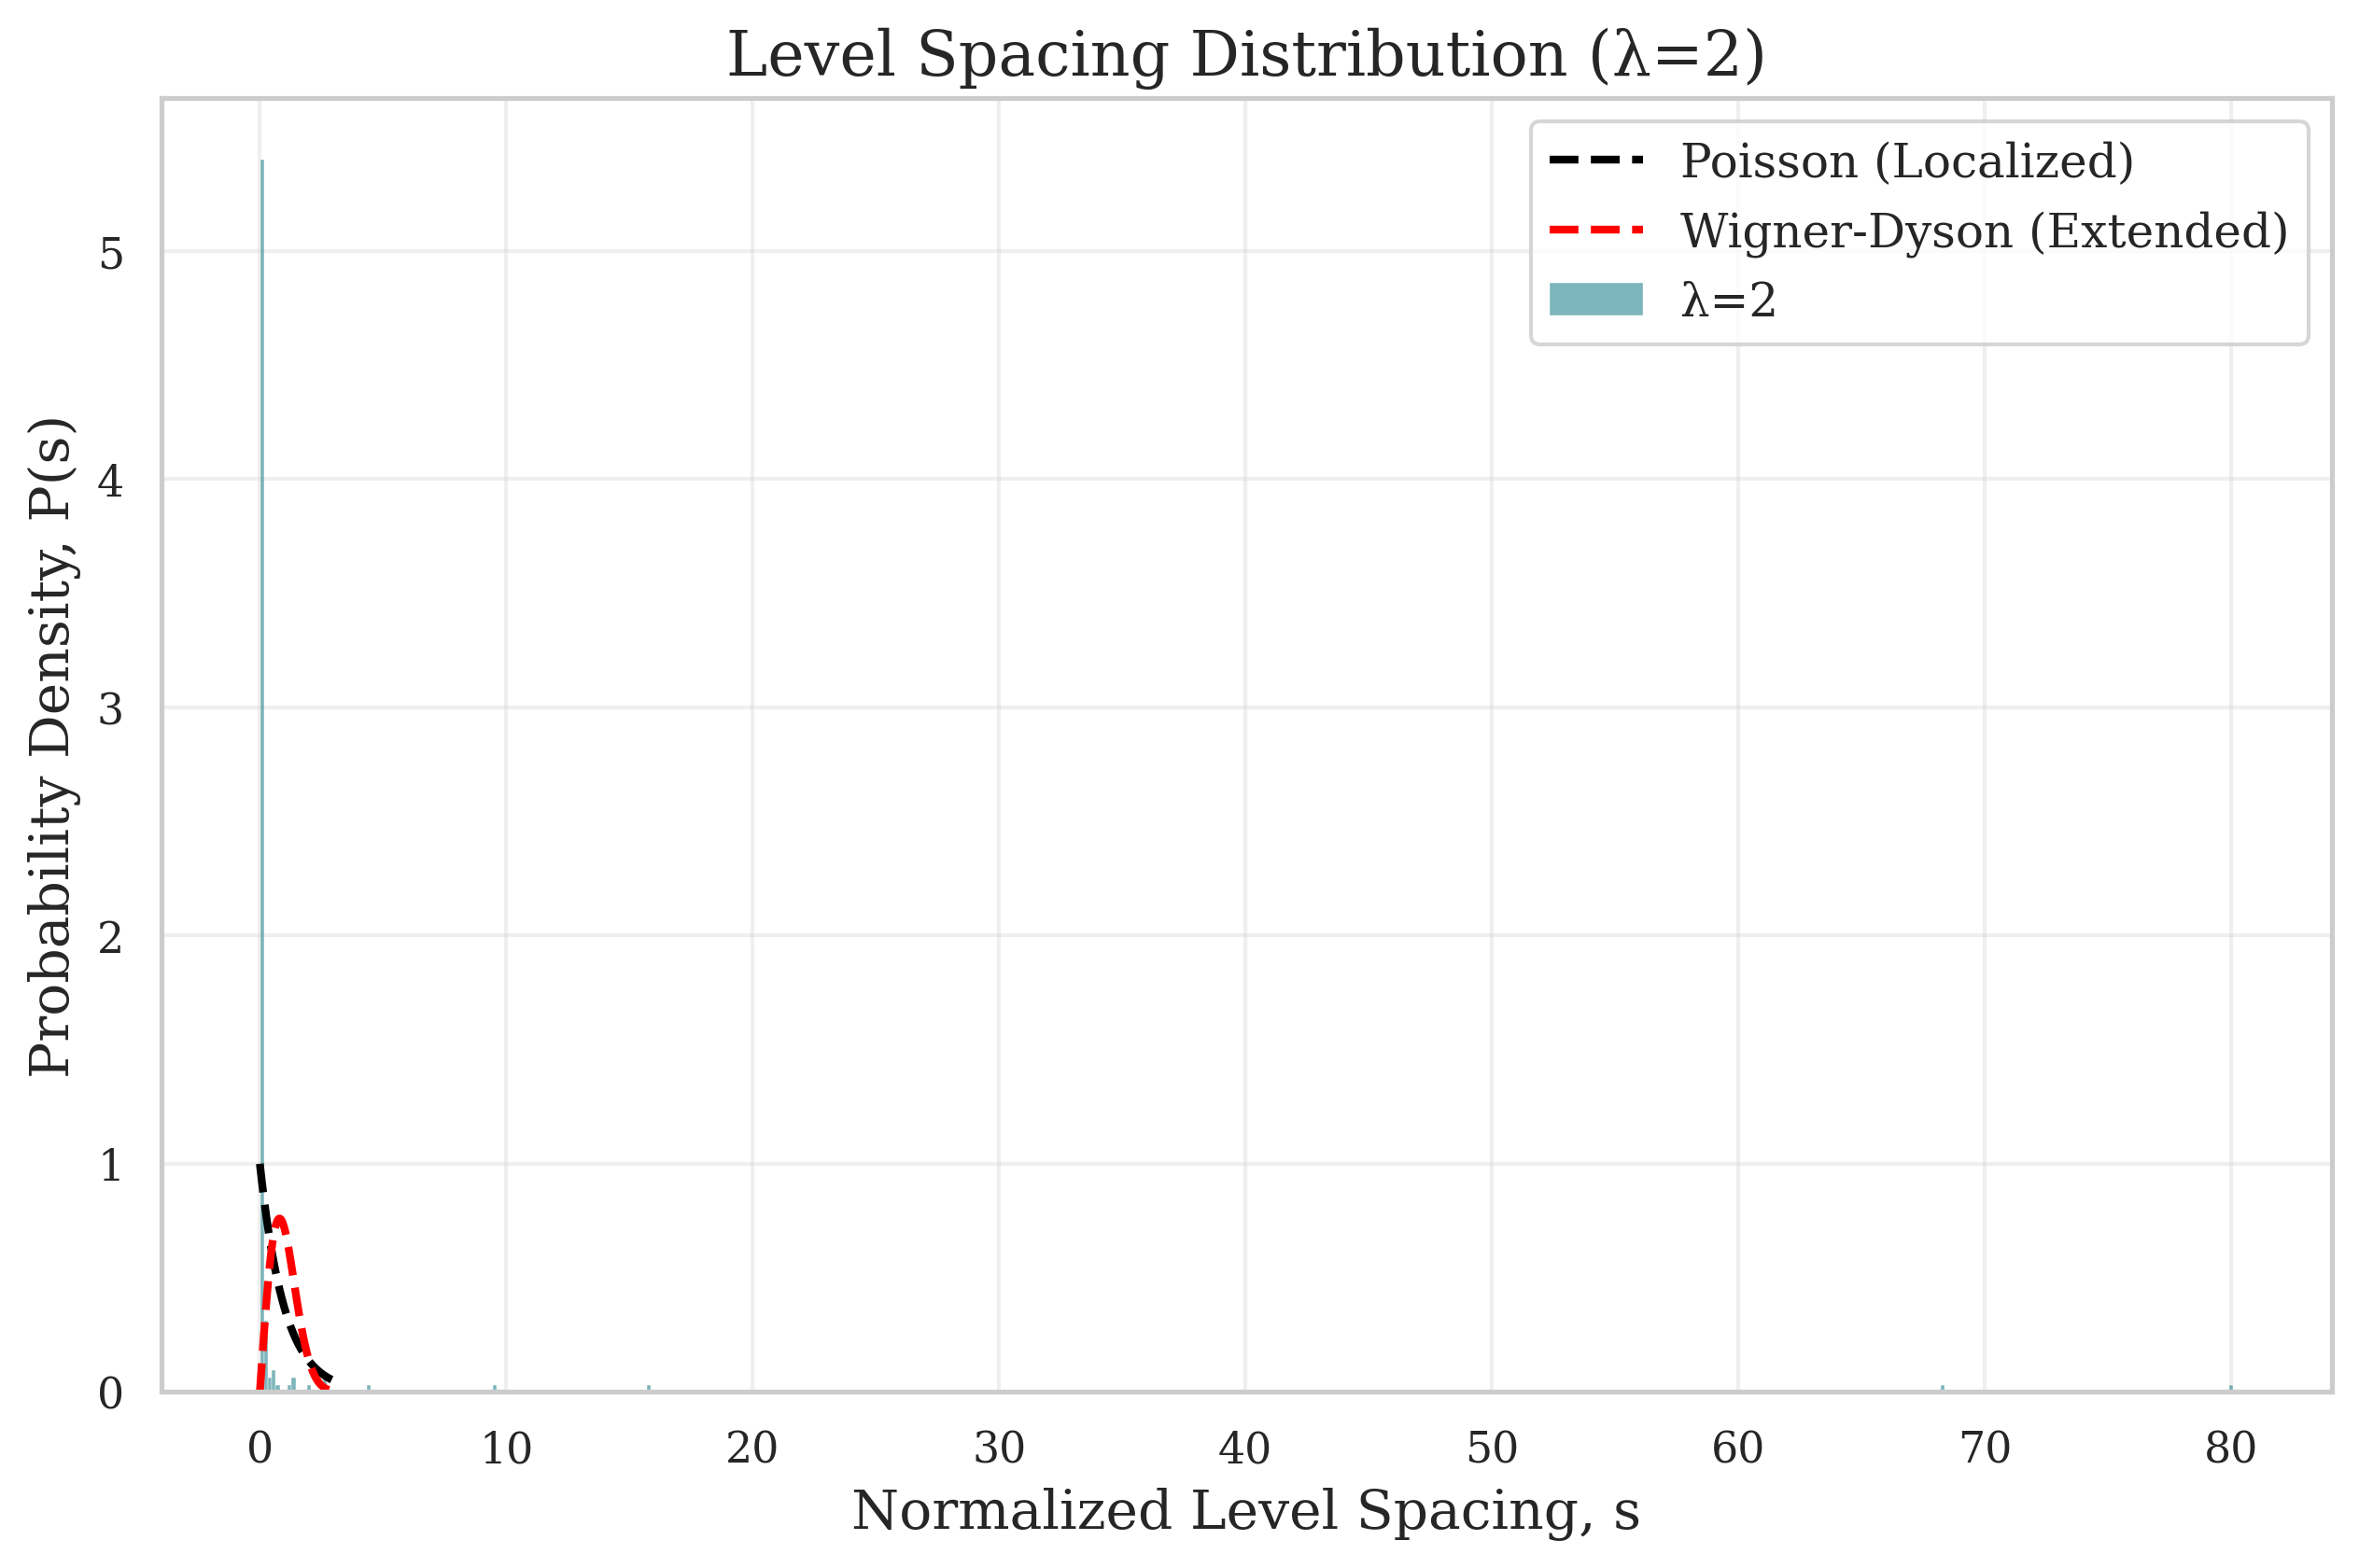 Level Spacing Distribution (λ=2)
Poisson (Localized)
Wigner-Dyson (Extended)
λ=2
Probability Density, P(s)
5
4
3
2
1
0
0 10 20 30 40 50 60 70 80
Normalized Level Spacing, s